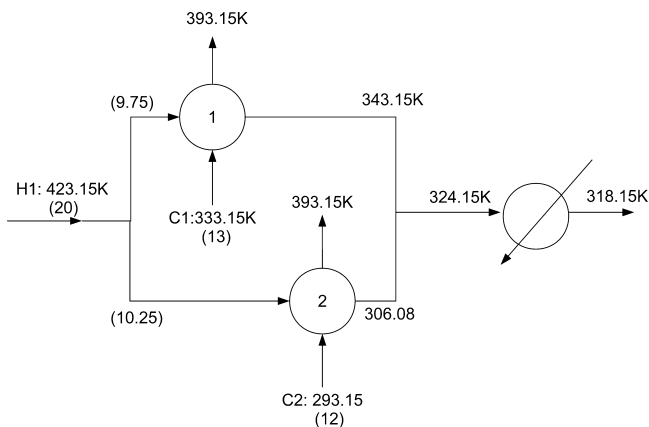 393.15K
(9.75)
1
343.15K
H1: 423.15K
(20)
C1:333.15K
(13)
393.15K
324.15K
318.15K
2
(10.25)
306.08
C2: 293.15
(12)